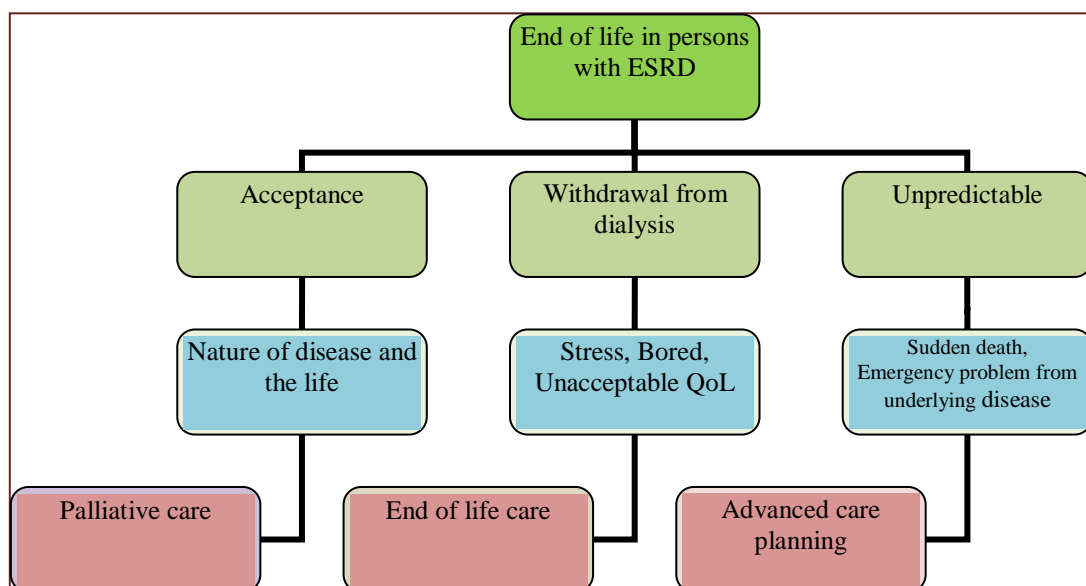 End of life in persons
with ESRD
Acceptance
Withdrawal from
dialysis
Unpredictable
Nature of disease and
the life
Stress, Bored,
Unacceptable QoL
Sudden death,
Emergency problem from
underlying disease
Palliative care
End of life care
Advanced care
planning